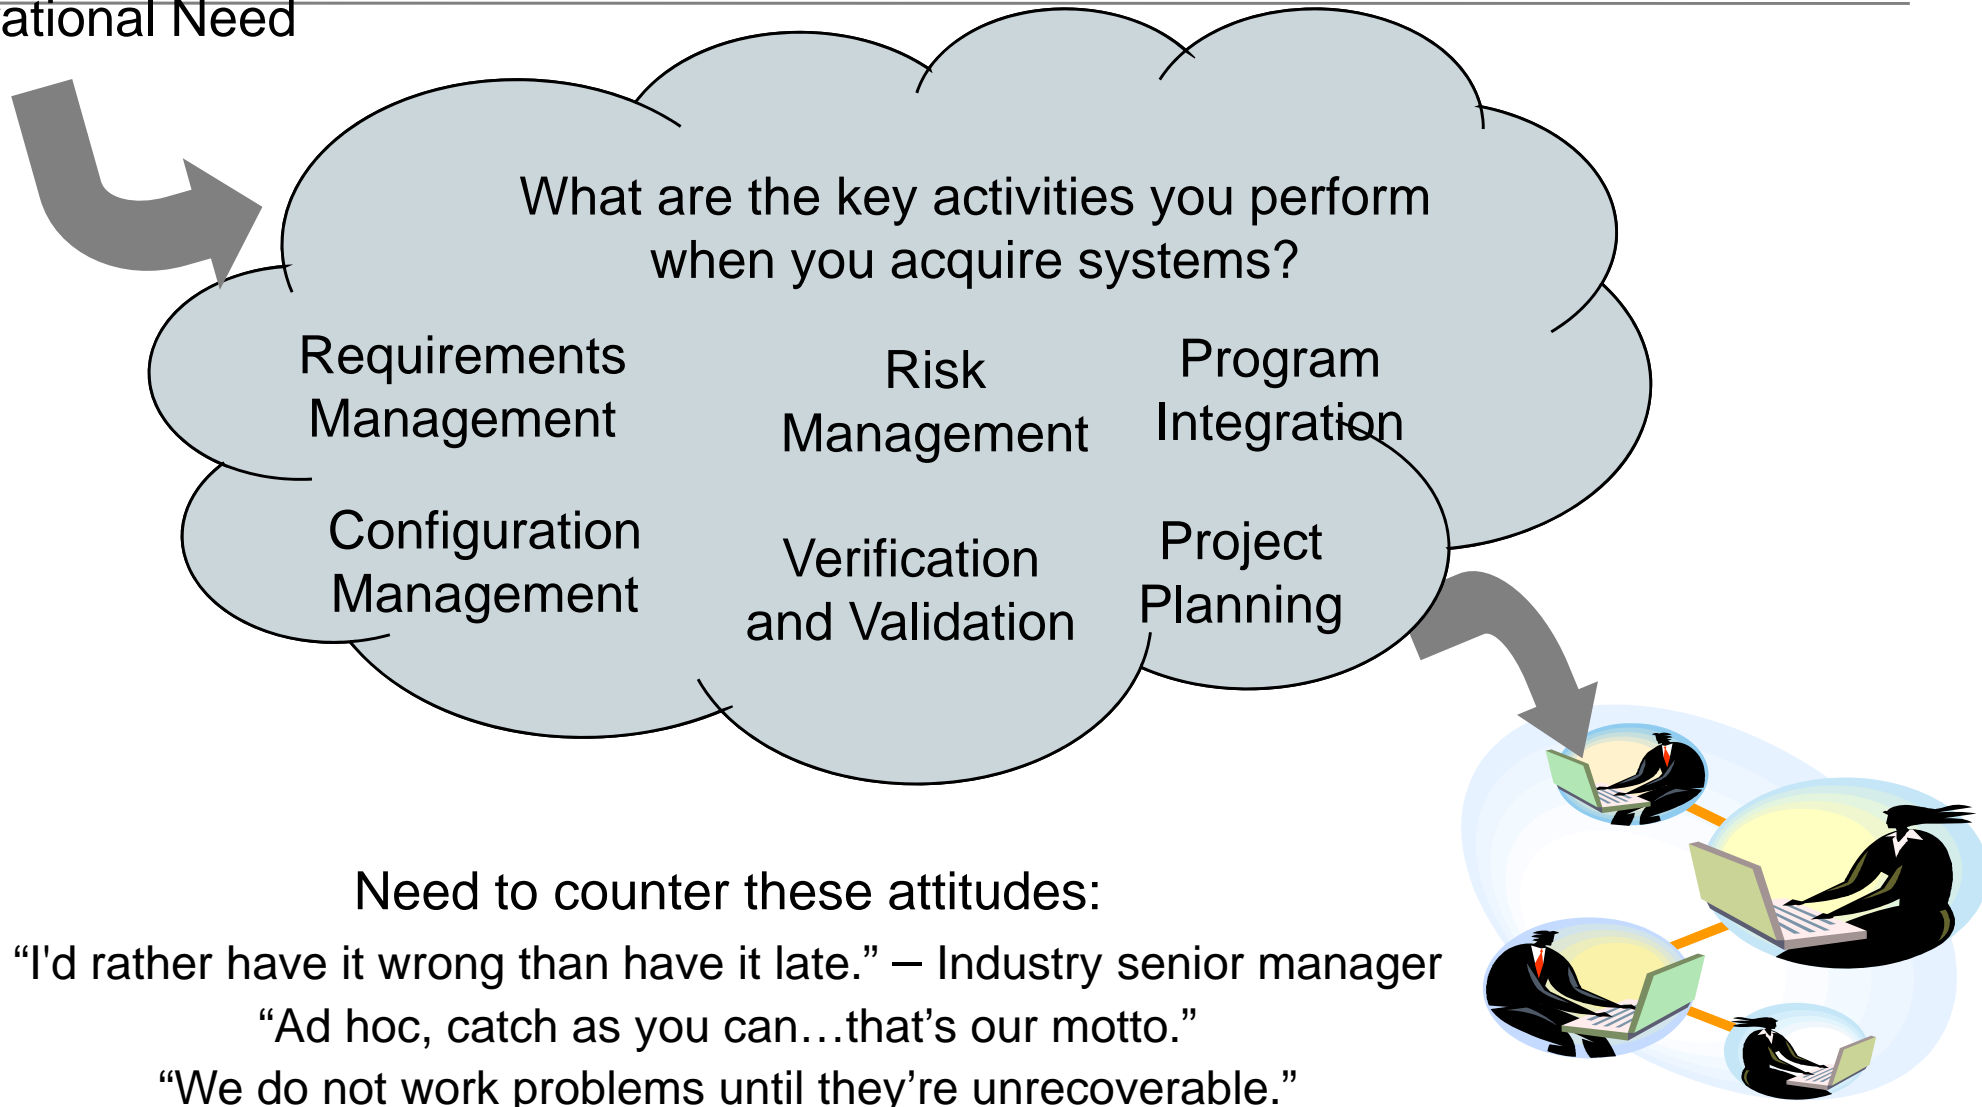 ational Need
What are the key activities you perform
when you acquire systems?
Requirements
Management
Risk
Management
Program
Integration
Configuration
Management
Verification
and Validation
Project
Planning
Need to counter these attitudes:
“I'd rather have it wrong than have it late.” – Industry senior manager
“Ad hoc, catch as you can…that’s our motto.”
“We do not work problems until they’re unrecoverable.”